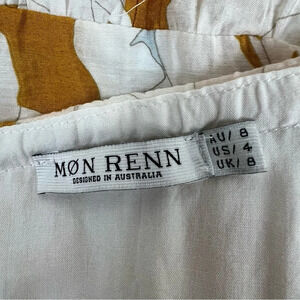 MØN RENN
DESIGNED IN AUSTRALIA
AU/ 8
US/ 4
UK/ 8